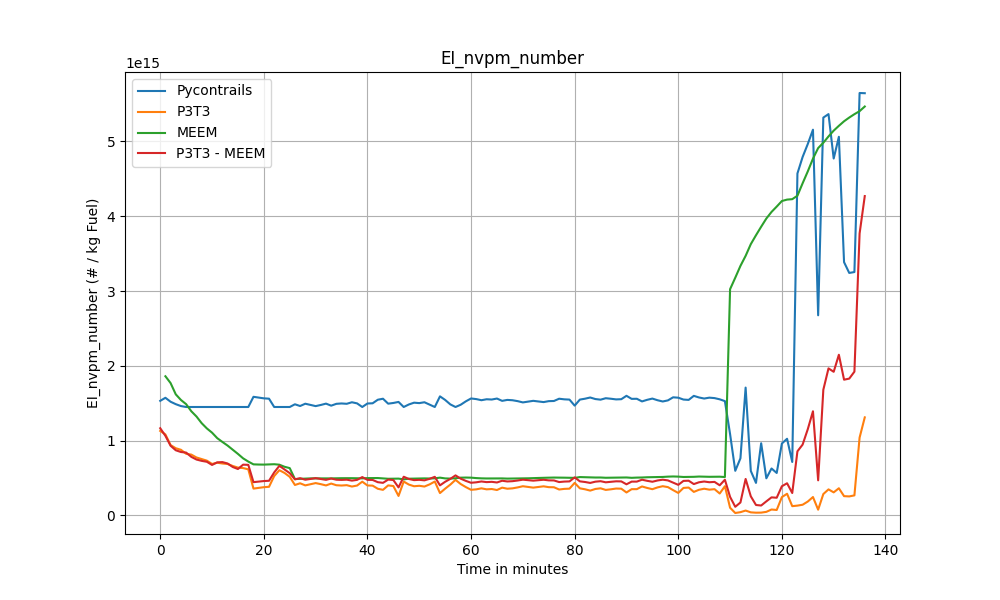 EI_nvpm_number
1e15
Pycontrails
P3T3
MEEM
P3T3 - MEEM
EI_nvpm_number (# / kg Fuel)
5
4
3
2
1
0
0 20 40 60 80 100 120 140
Time in minutes